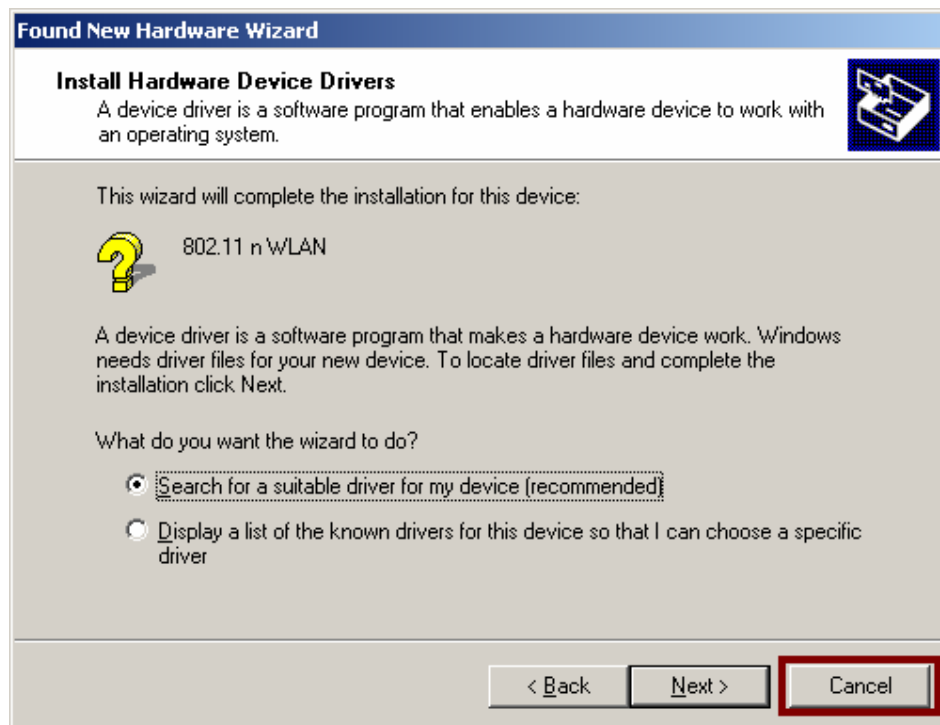 Found New Hardware Wizard
Install Hardware Device Drivers
A device driver is a software program that enables a hardware device to work with
an operating system.
This wizard will complete the installation for this device:
802.11 n WLAN
A device driver is a software program that makes a hardware device work. Windows
needs driver files for your new device. To locate driver files and complete the
installation click Next.
What do you want the wizard to do?
Search for a suitable driver for my device (recommended)
Display a list of the known drivers for this device so that I can choose a specific
driver
< Back Next > Cancel